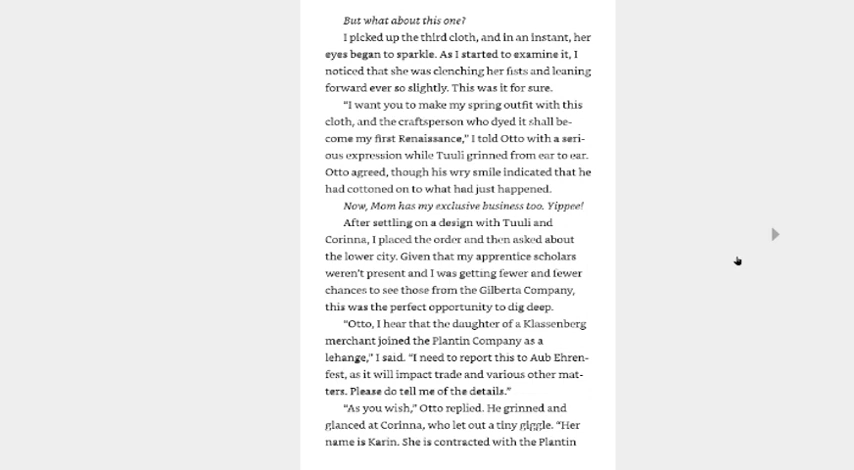 But what about this one?
I picked up the third cloth, and in an instant, her
eyes began to sparkle. As I started to examine it, I
noticed that she was clenching her fists and leaning
forward ever so slightly. This was it for sure.
“I want you to make my spring outfit with this
cloth, and the craftsperson who dyed it shall be-
come my first Renaissance,” I told Otto with a seri-
ous expression while Tuuli grinned from ear to ear.
Otto agreed, though his wry smile indicated that he
had cottoned on to what had just happened.
Now, Mom has my exclusive business too. Yippee!
After settling on a design with Tuuli and
Corinna, I placed the order and then asked about
the lower city. Given that my apprentice scholars
weren’t present and I was getting fewer and fewer
chances to see those from the Gilberta Company,
this was the perfect opportunity to dig deep.
“Otto, I hear that the daughter of a Klassenberg
merchant joined the Plantin Company as a
lehange,” I said. “I need to report this to Aub Ehren-
fest, as it will impact trade and various other mat-
ters. Please do tell me of the details.”
“As you wish,” Otto replied. He grinned and
glanced at Corinna, who let out a tiny giggle. “Her
name is Karin. She is contracted with the Plantin